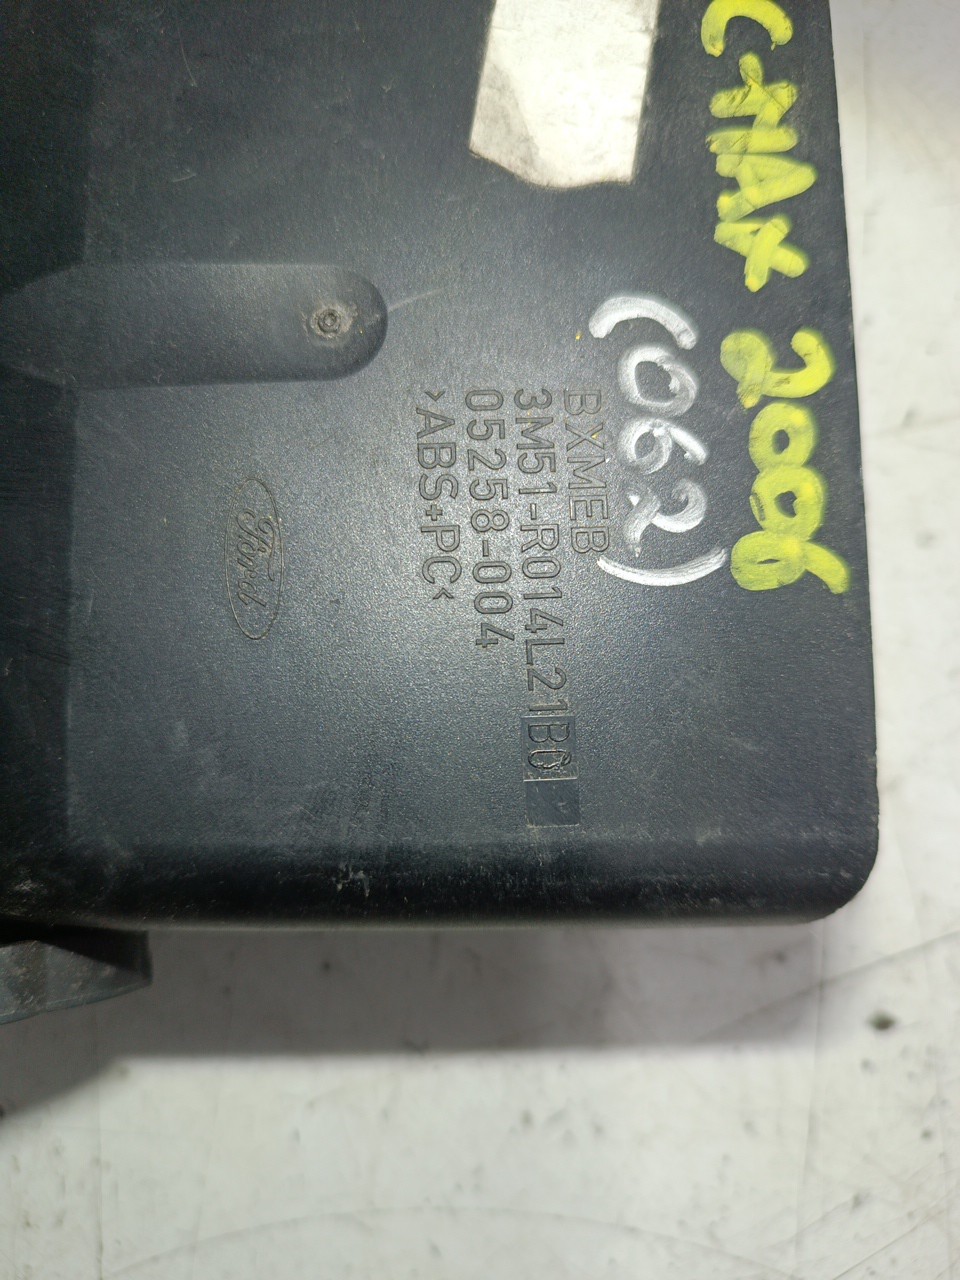 C-MAX 2006
(062)
BXMEB
3M51-R014L21BC
05258-004
>ABS+PC<
Ford